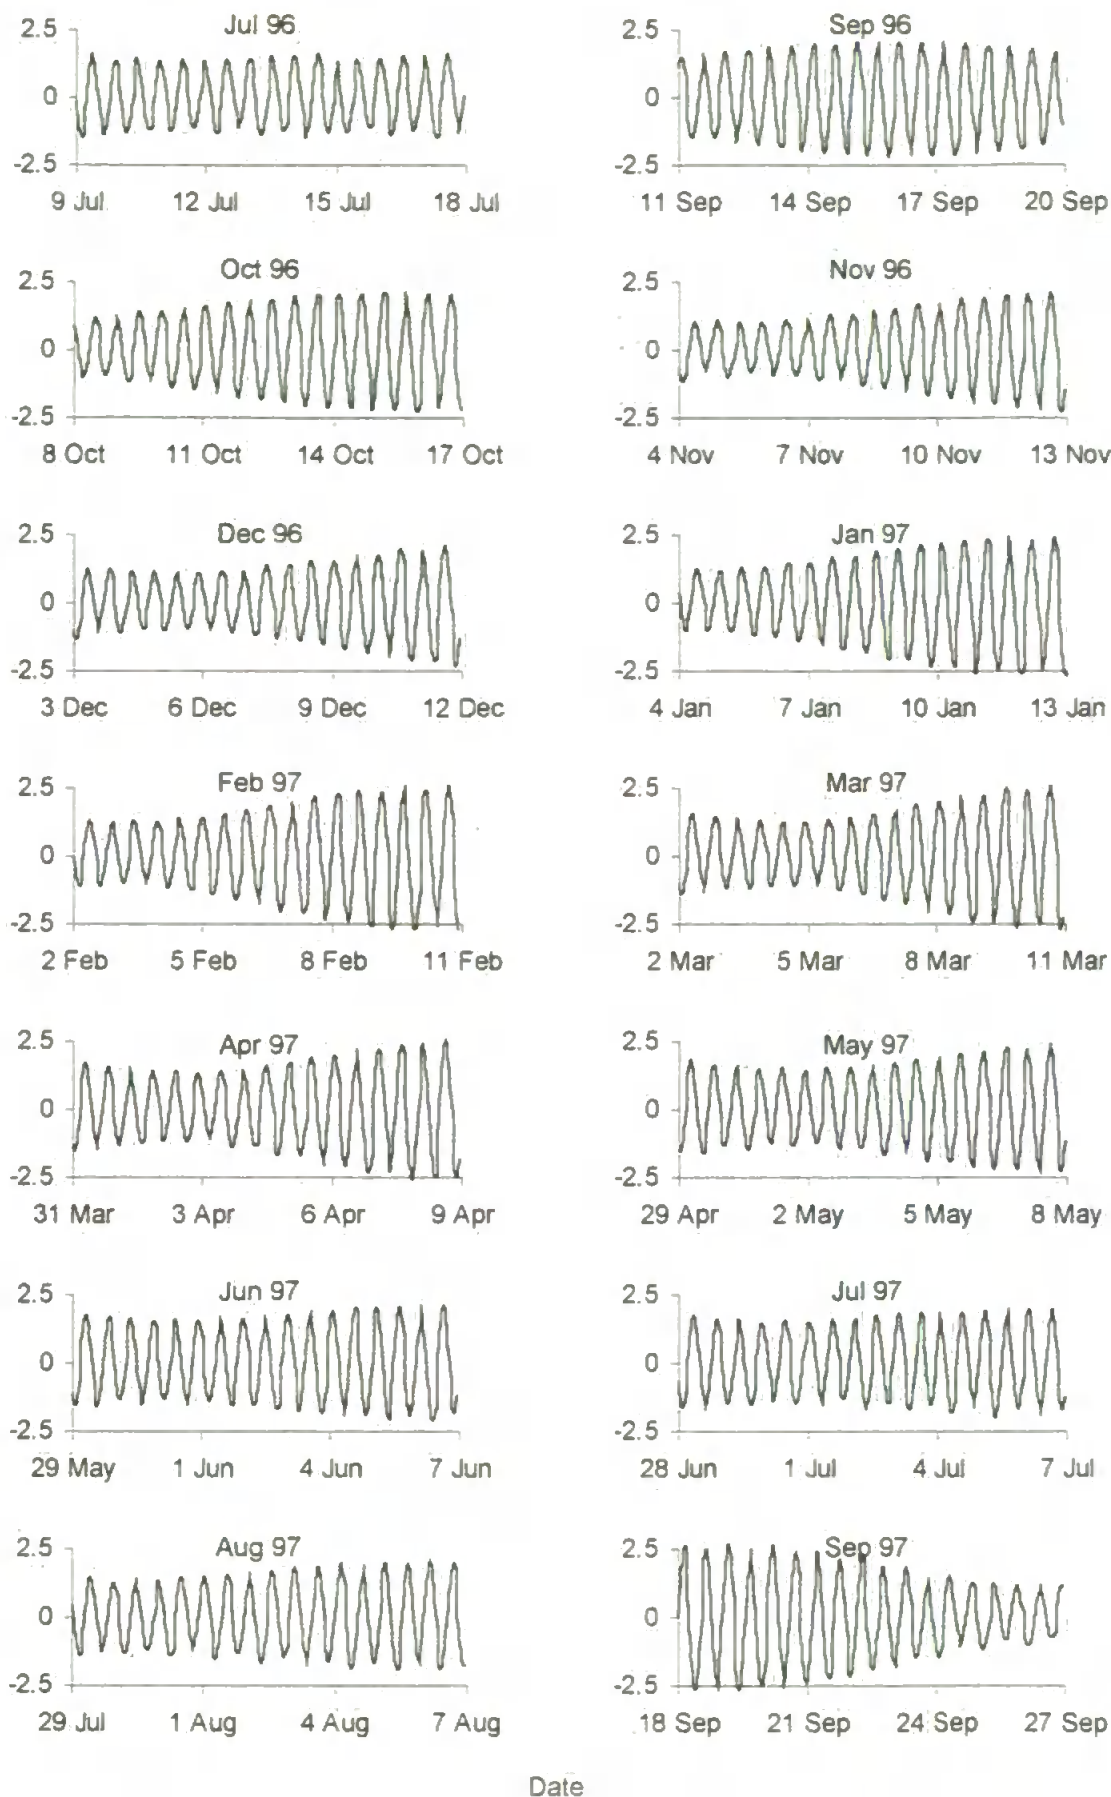 Jul 96
2.5
0
-2.5
9 Jul 12 Jul 15 Jul 18 Jul
Sep 96
2.5
0
-2.5
11 Sep 14 Sep 17 Sep 20 Sep
Oct 96
2.5
0
-2.5
8 Oct 11 Oct 14 Oct 17 Oct
Nov 96
2.5
0
-2.5
4 Nov 7 Nov 10 Nov 13 Nov
Dec 96
2.5
0
-2.5
3 Dec 6 Dec 9 Dec 12 Dec
Jan 97
2.5
0
-2.5
4 Jan 7 Jan 10 Jan 13 Jan
Feb 97
2.5
0
-2.5
2 Feb 5 Feb 8 Feb 11 Feb
Mar 97
2.5
0
-2.5
2 Mar 5 Mar 8 Mar 11 Mar
Apr 97
2.5
0
-2.5
31 Mar 3 Apr 6 Apr 9 Apr
May 97
2.5
0
-2.5
29 Apr 2 May 5 May 8 May
Jun 97
2.5
0
-2.5
29 May 1 Jun 4 Jun 7 Jun
Jul 97
2.5
0
-2.5
28 Jun 1 Jul 4 Jul 7 Jul
Aug 97
2.5
0
-2.5
29 Jul 1 Aug 4 Aug 7 Aug
Sep 97
2.5
0
-2.5
18 Sep 21 Sep 24 Sep 27 Sep
Date